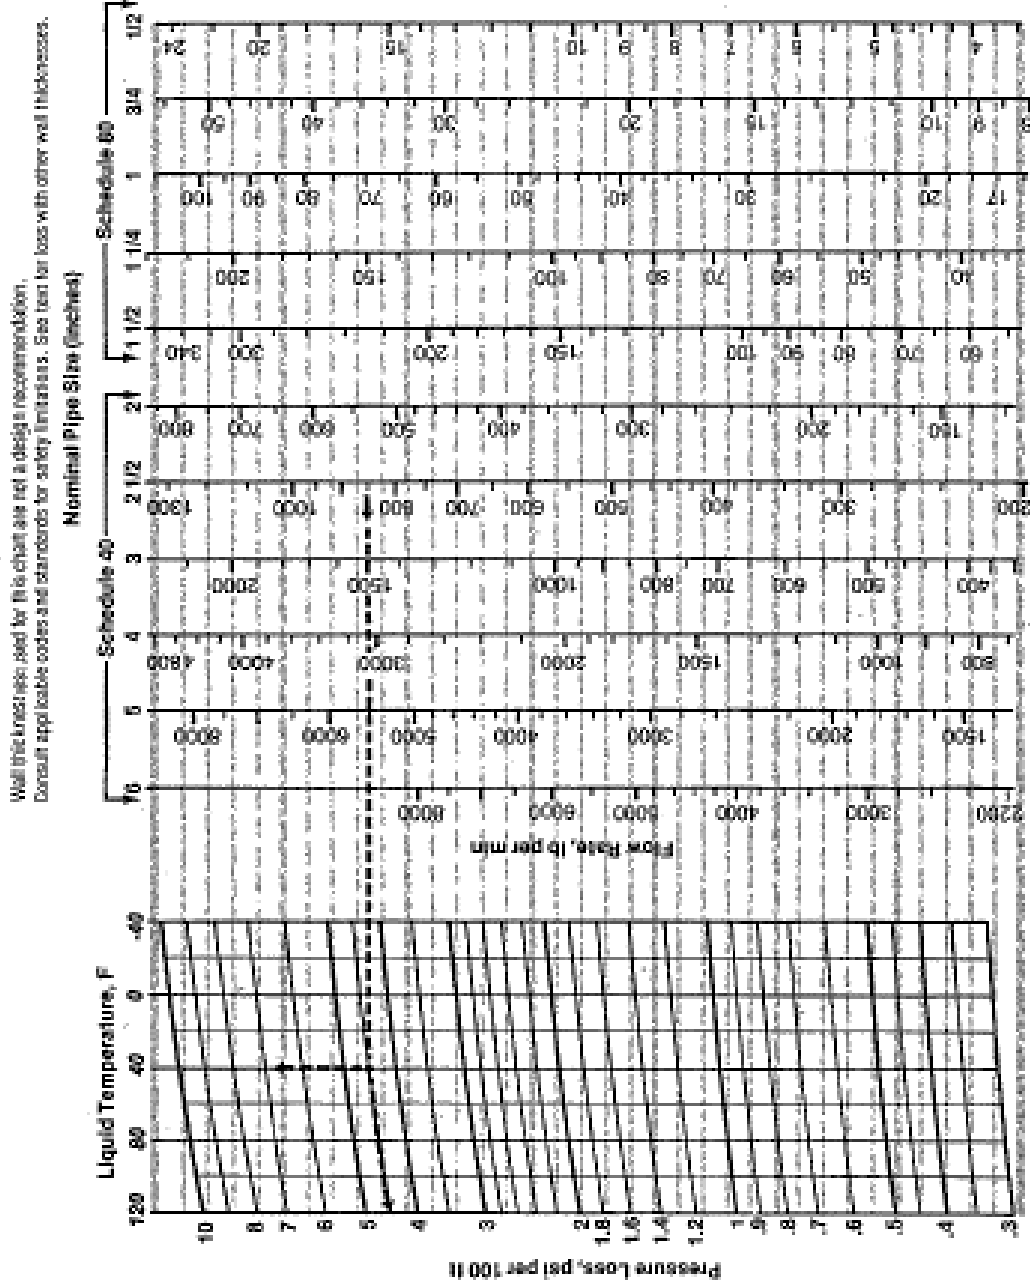 Wall thickness used for this chart are not a design recommendation.
Consult applicable codes and standards for safety limitations. See text for loss with other wall thicknesses.
Nominal Pipe Size (inches)
Schedule 40
Schedule 80
6 5 4 3 2 1/2 2 1 1/2 1 1/4 1 3/4 1/2
24 20 15 10 9 8 7 6 5 4
50 40 30 20 15 10 9 8
100 90 80 70 60 50 40 30 20 17
200 150 100 80 70 60 50 40
340 300 200 150 100 90 80 70 60
800 700 600 500 400 300 200 150
1300 1000 800 700 600 500 400 300 200
2000 1500 1000 800 700 600 500 400
4800 4000 3000 2000 1500 1000 800
8000 6000 5000 4000 3000 2000 1500
8000 6000 5000 4000 3000 2200
Flow Rate, lb per min
Liquid Temperature, F
120 80 40 0 -40
10 8 7 6 5 4 3 2 1.8 1.6 1.4 1.2 1 .9 .8 .7 .6 .5 .4 .3
Pressure Loss, psi per 100 ft